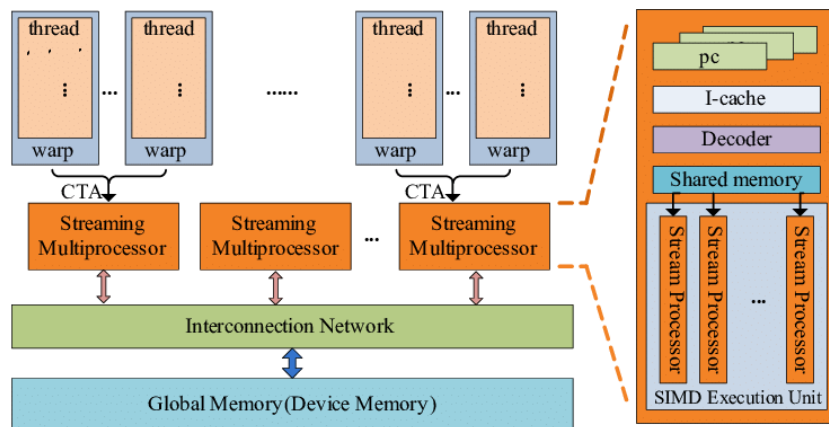 thread
thread
thread
thread
...
......
...
warp
warp
warp
warp
CTA
CTA
Streaming
Multiprocessor
Streaming
Multiprocessor
...
Streaming
Multiprocessor
Interconnection Network
Global Memory(Device Memory)
pc
I-cache
Decoder
Shared memory
Stream Processor
Stream Processor
...
Stream Processor
SIMD Execution Unit